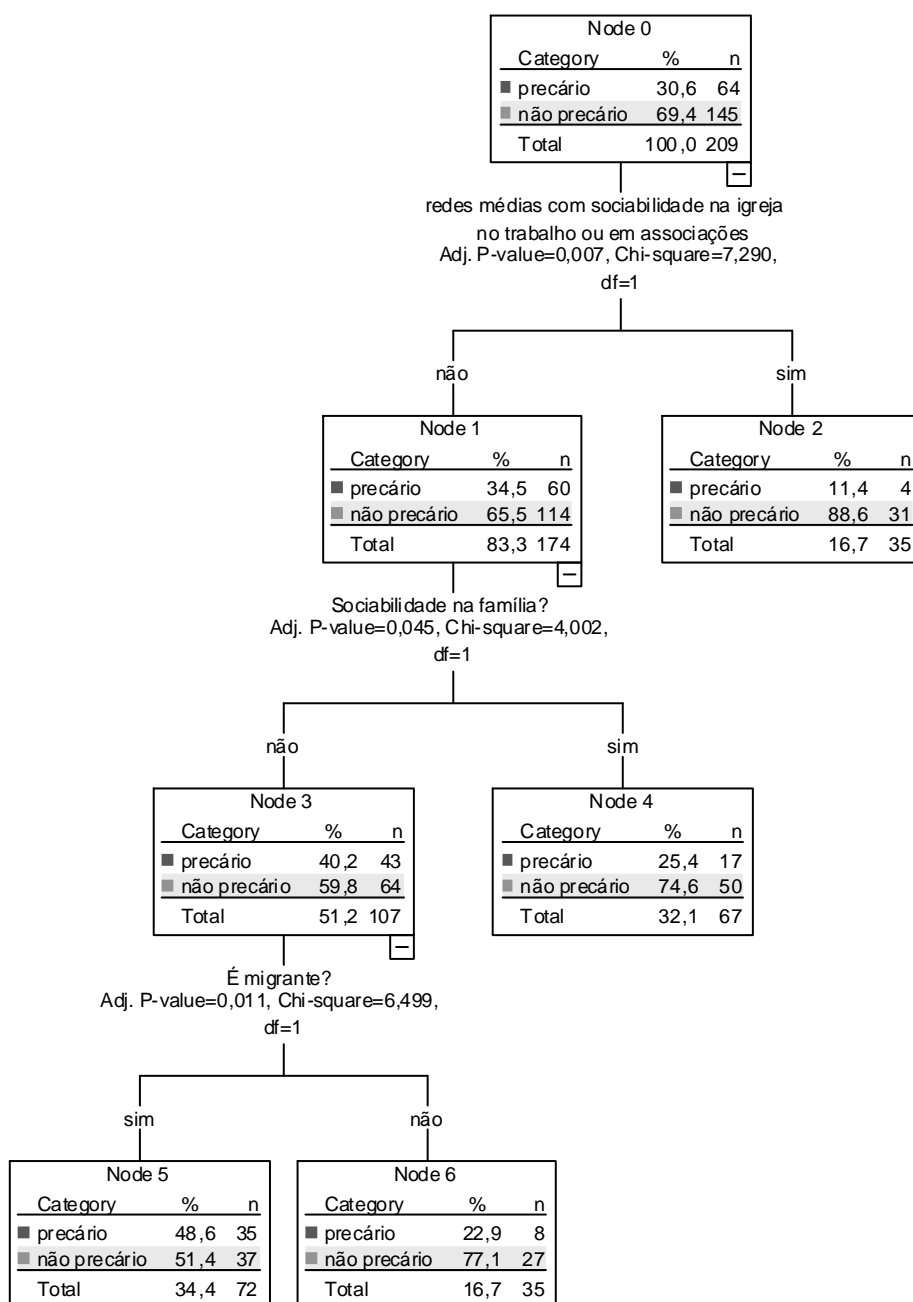 Node 0
Category % n
precário 30,6 64
não precário 69,4 145
Total 100,0 209
redes médias com sociabilidade na igreja
no trabalho ou em associações
Adj. P-value=0,007, Chi-square=7,290,
df=1
não
sim
Node 1
Category % n
precário 34,5 60
não precário 65,5 114
Total 83,3 174
Node 2
Category % n
precário 11,4 4
não precário 88,6 31
Total 16,7 35
Sociabilidade na família?
Adj. P-value=0,045, Chi-square=4,002,
df=1
não
sim
Node 3
Category % n
precário 40,2 43
não precário 59,8 64
Total 51,2 107
Node 4
Category % n
precário 25,4 17
não precário 74,6 50
Total 32,1 67
É migrante?
Adj. P-value=0,011, Chi-square=6,499,
df=1
sim
não
Node 5
Category % n
precário 48,6 35
não precário 51,4 37
Total 34,4 72
Node 6
Category % n
precário 22,9 8
não precário 77,1 27
Total 16,7 35